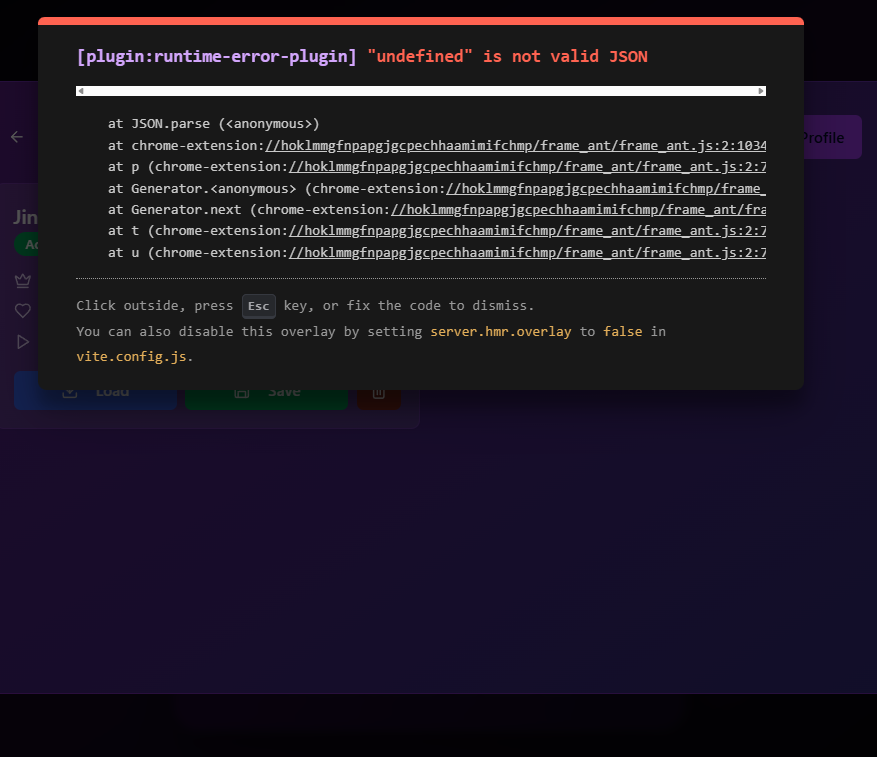 [plugin:runtime-error-plugin] "undefined" is not valid JSON
at JSON.parse (<anonymous>)
at chrome-extension://hoklmmgfnpapgjgcpechhaamimifchmp/frame_ant/frame_ant.js:2:1034
at p (chrome-extension://hoklmmgfnpapgjgcpechhaamimifchmp/frame_ant/frame_ant.js:2:7
at Generator.<anonymous> (chrome-extension://hoklmmgfnpapgjgcpechhaamimifchmp/frame_
at Generator.next (chrome-extension://hoklmmgfnpapgjgcpechhaamimifchmp/frame_ant/fra
at t (chrome-extension://hoklmmgfnpapgjgcpechhaamimifchmp/frame_ant/frame_ant.js:2:7
at u (chrome-extension://hoklmmgfnpapgjgcpechhaamimifchmp/frame_ant/frame_ant.js:2:7
Profile
Jin
Ac
Click outside, press Esc key, or fix the code to dismiss.
You can also disable this overlay by setting server.hmr.overlay to false in
vite.config.js.
Load Save